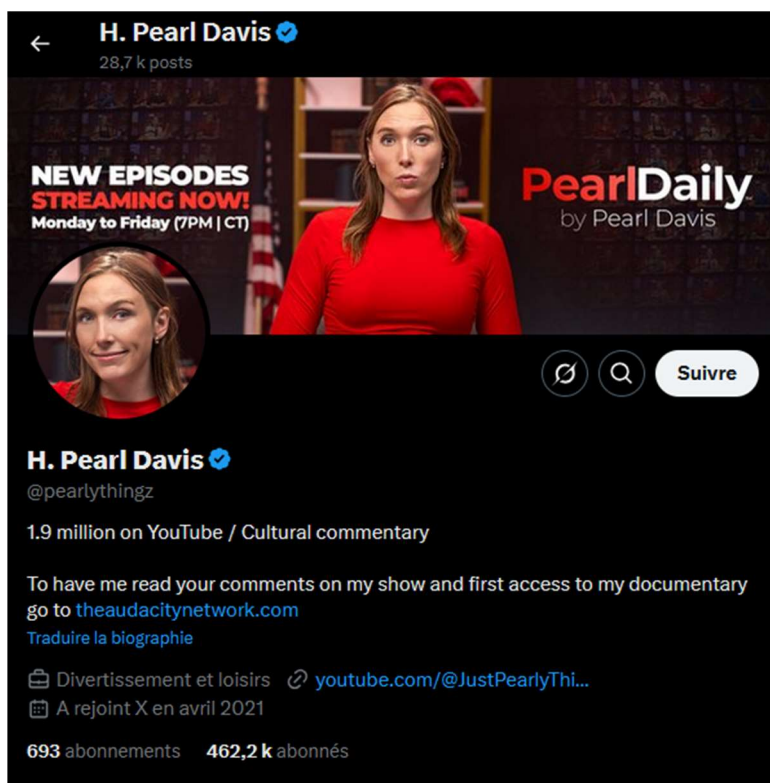 H. Pearl Davis
28,7 k posts
NEW EPISODES
STREAMING NOW!
Monday to Friday (7PM | CT)
PearlDaily
by Pearl Davis
Suivre
H. Pearl Davis
@pearlythingz
1.9 million on YouTube / Cultural commentary
To have me read your comments on my show and first access to my documentary
go to theaudacitynetwork.com
Traduire la biographie
Divertissement et loisirs youtube.com/@JustPearlyThi...
A rejoint X en avril 2021
693 abonnements 462,2 k abonnés